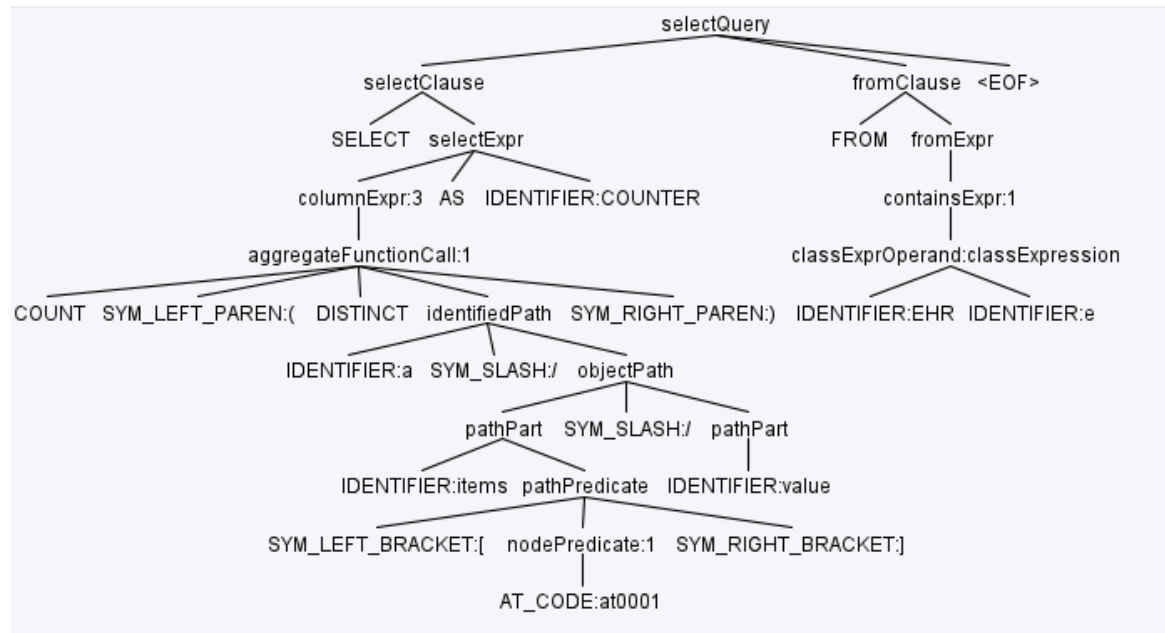 selectQuery
selectClause fromClause <EOF>
SELECT selectExpr FROM fromExpr
columnExpr:3 AS IDENTIFIER:COUNTER containsExpr:1
aggregateFunctionCall:1 classExprOperand:classExpression
COUNT SYM_LEFT_PAREN:( DISTINCT identifiedPath SYM_RIGHT_PAREN:) IDENTIFIER:EHR IDENTIFIER:e
IDENTIFIER:a SYM_SLASH:/ objectPath
pathPart SYM_SLASH:/ pathPart
IDENTIFIER:items pathPredicate IDENTIFIER:value
SYM_LEFT_BRACKET:[ nodePredicate:1 SYM_RIGHT_BRACKET:]
AT_CODE:at0001